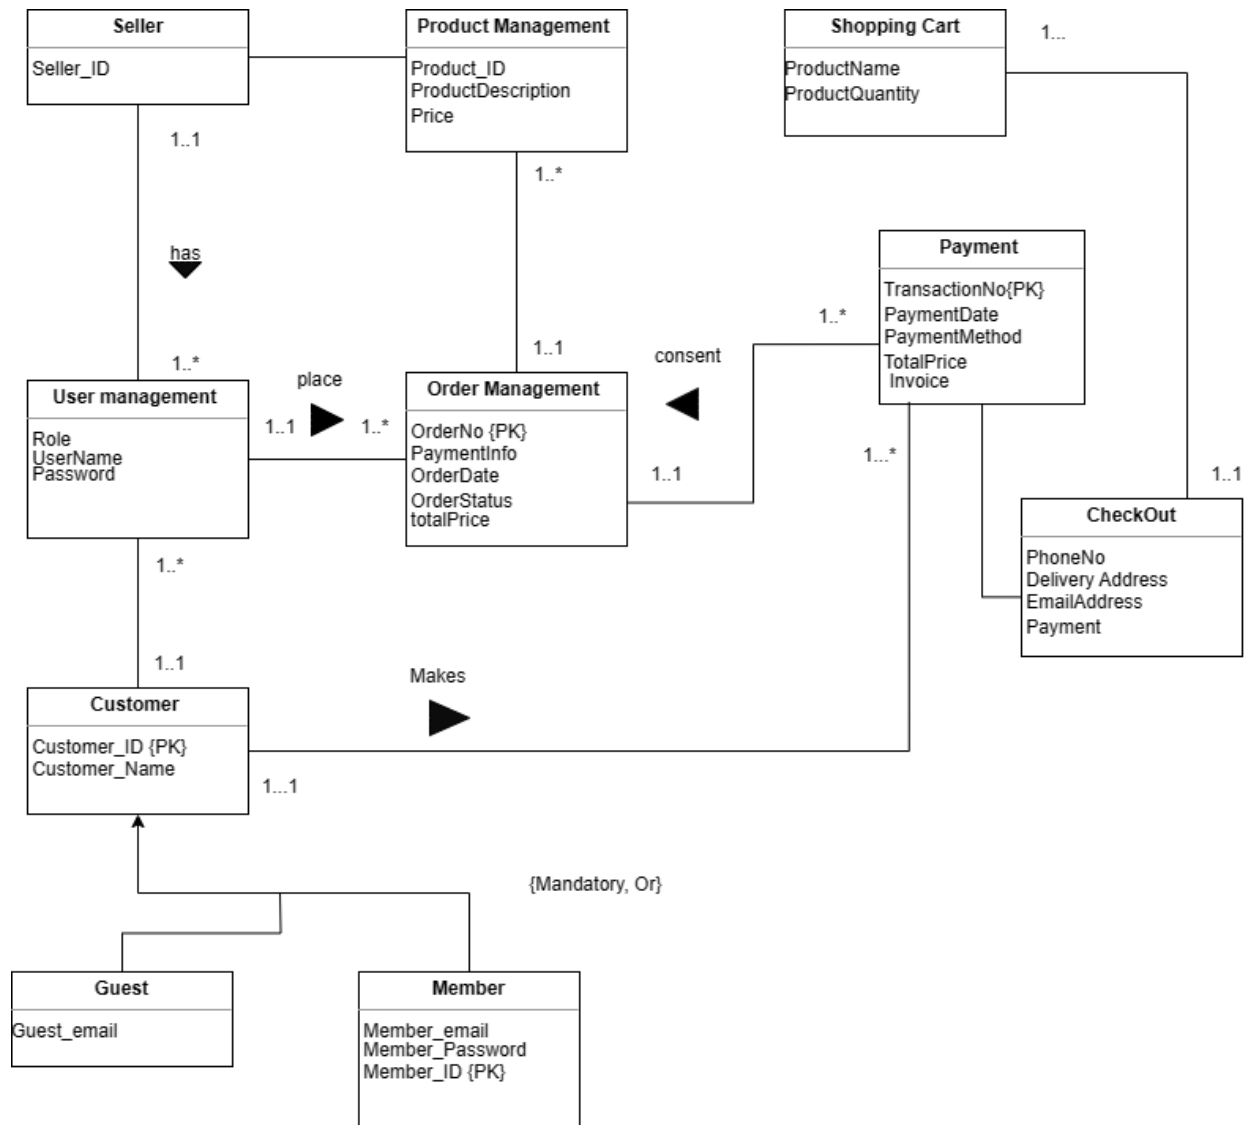 Seller
Seller_ID
Product Management
Product_ID
ProductDescription
Price
Shopping Cart
ProductName
ProductQuantity
1...
1..1
1..*
has
Payment
TransactionNo{PK}
PaymentDate
PaymentMethod
TotalPrice
Invoice
1..*
1..1
consent
1..*
place
User management
Role
UserName
Password
1..1
1..*
Order Management
OrderNo {PK}
PaymentInfo
OrderDate
OrderStatus
totalPrice
1..1
1...*
1..1
CheckOut
PhoneNo
Delivery Address
EmailAddress
Payment
1..*
1..1
Makes
Customer
Customer_ID {PK}
Customer_Name
1...1
{Mandatory, Or}
Guest
Guest_email
Member
Member_email
Member_Password
Member_ID {PK}